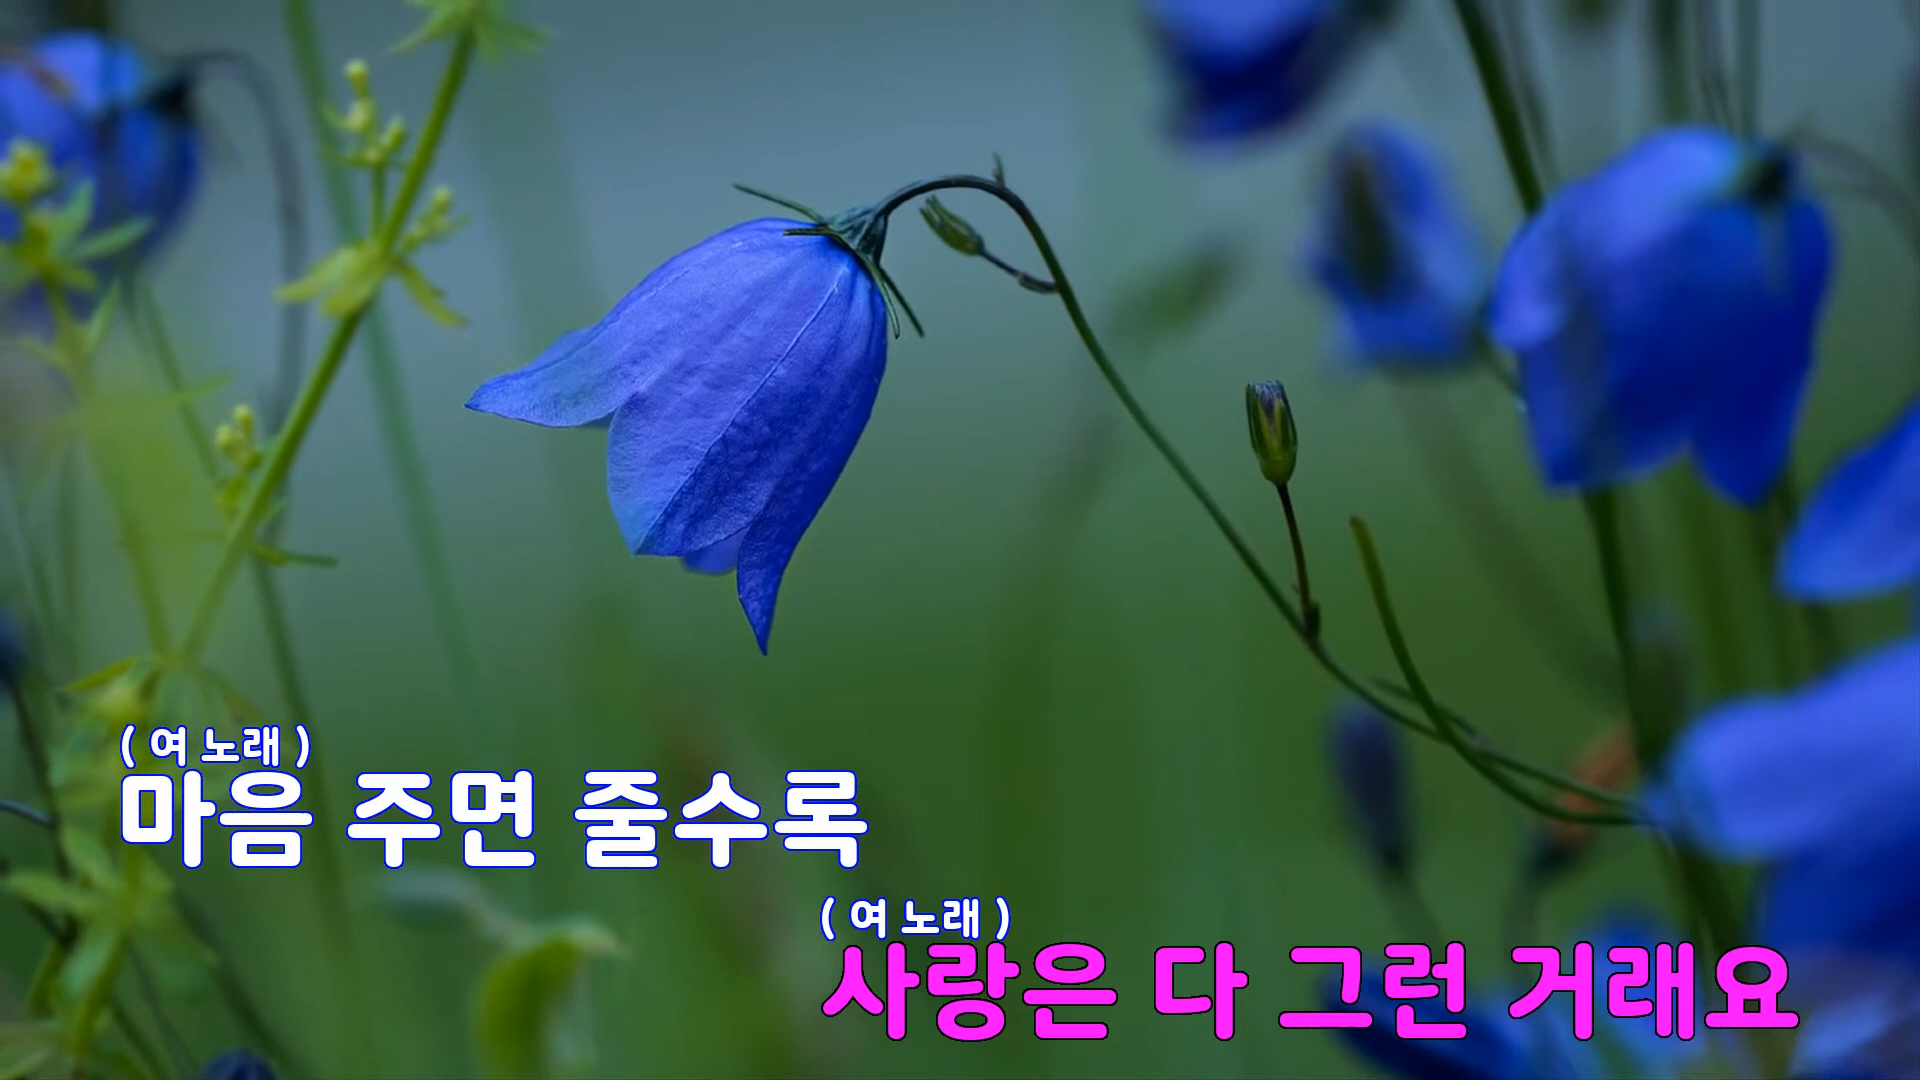 ( 여 노래 )
마음 주면 줄수록
( 여 노래 )
사랑은 다 그런 거래요